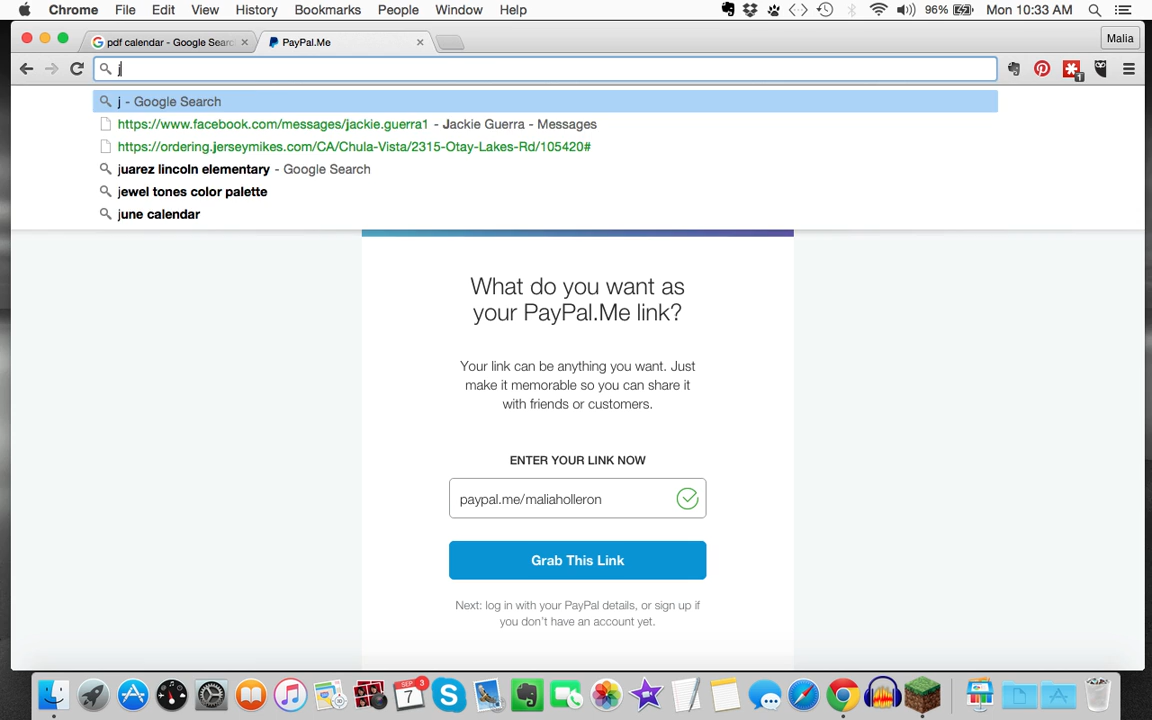 Chrome File Edit View History Bookmarks People Window Help 96% Mon 10:33 AM
pdf calendar - Google Searc PayPal.Me Malia
j
j - Google Search
https://www.facebook.com/messages/jackie.guerra1 - Jackie Guerra - Messages
https://ordering.jerseymikes.com/CA/Chula-Vista/2315-Otay-Lakes-Rd/105420#
juarez lincoln elementary - Google Search
jewel tones color palette
june calendar
What do you want as
your PayPal.Me link?
Your link can be anything you want. Just
make it memorable so you can share it
with friends or customers.
ENTER YOUR LINK NOW
paypal.me/maliaholleron
Grab This Link
Next: log in with your PayPal details, or sign up if
you don't have an account yet.
SEP 3
7